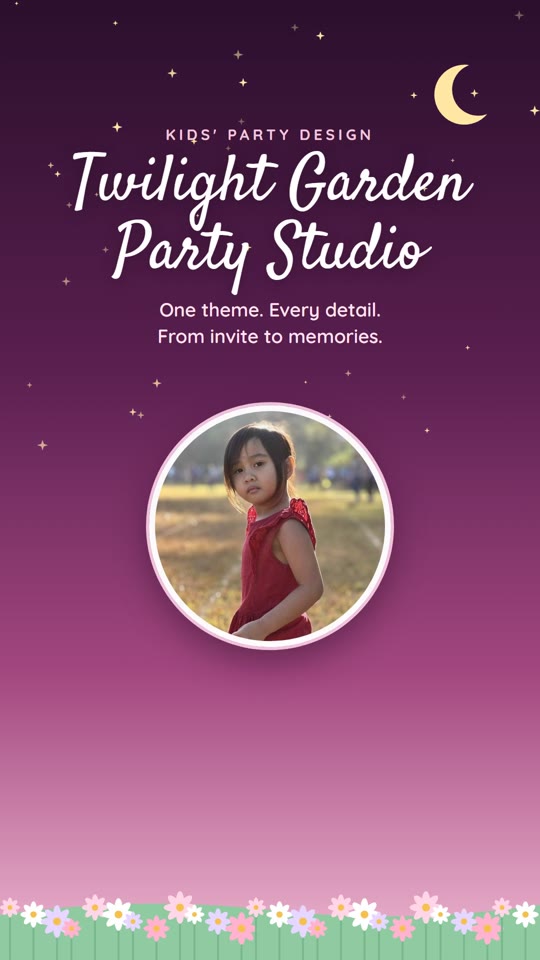 KIDS' PARTY DESIGN
Twilight Garden
Party Studio
One theme. Every detail.
From invite to memories.